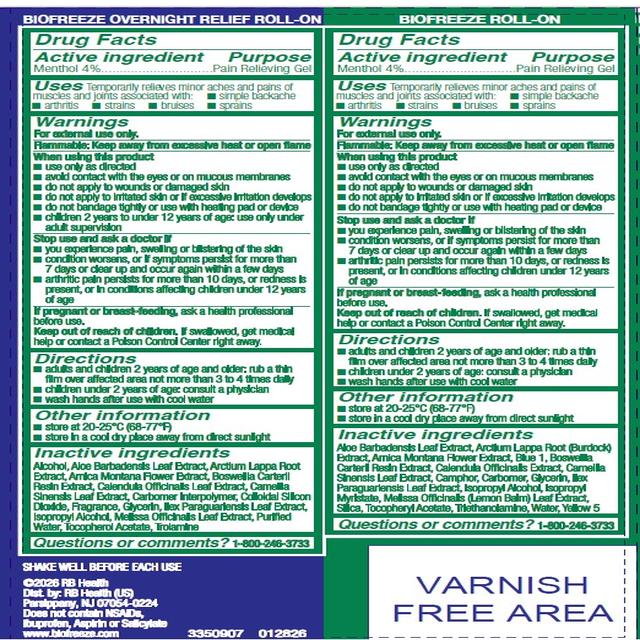 BIOFREEZE OVERNIGHT RELIEF ROLL-ON
Drug Facts
Active ingredient Purpose
Menthol 4%........................Pain Relieving Gel
Uses Temporarily relieves minor aches and pains of
muscles and joints associated with: ■ simple backache
■ arthritis ■ strains ■ bruises ■ sprains
Warnings
For external use only.
Flammable: Keep away from excessive heat or open flame
When using this product
■ use only as directed
■ avoid contact with the eyes or on mucous membranes
■ do not apply to wounds or damaged skin
■ do not apply to irritated skin or if excessive irritation develops
■ do not bandage tightly or use with heating pad or device
■ children 2 years to under 12 years of age: use only under
adult supervision
Stop use and ask a doctor if
■ you experience pain, swelling or blistering of the skin
■ condition worsens, or if symptoms persist for more than
7 days or clear up and occur again within a few days
■ arthritic pain persists for more than 10 days, or redness is
present, or in conditions affecting children under 12 years
of age
If pregnant or breast-feeding, ask a health professional
before use.
Keep out of reach of children. If swallowed, get medical
help or contact a Poison Control Center right away.
Directions
■ adults and children 2 years of age and older: rub a thin
film over affected area not more than 3 to 4 times daily
■ children under 2 years of age: consult a physician
■ wash hands after use with cool water
Other information
■ store at 20-25°C (68-77°F)
■ store in a cool dry place away from direct sunlight
Inactive ingredients
Alcohol, Aloe Barbadensis Leaf Extract, Arctium Lappa Root
Extract, Arnica Montana Flower Extract, Boswellia Carterii
Resin Extract, Calendula Officinalis Leaf Extract, Camellia
Sinensis Leaf Extract, Carbomer Interpolymer, Colloidal Silicon
Dioxide, Fragrance, Glycerin, Ilex Paraguariensis Leaf Extract,
Isopropyl Alcohol, Melissa Officinalis Leaf Extract, Purified
Water, Tocopherol Acetate, Trolamine
Questions or comments? 1-800-246-3733
SHAKE WELL BEFORE EACH USE
©2026 RB Health
Dist. by: RB Health (US)
Parsippany, NJ 07054-0224
Does not contain NSAIDs,
Ibuprofen, Aspirin or Salicylate
www.biofreeze.com 3350907 012826
BIOFREEZE ROLL-ON
Drug Facts
Active ingredient Purpose
Menthol 4%........................Pain Relieving Gel
Uses Temporarily relieves minor aches and pains of
muscles and joints associated with: ■ simple backache
■ arthritis ■ strains ■ bruises ■ sprains
Warnings
For external use only.
Flammable: Keep away from excessive heat or open flame
When using this product
■ use only as directed
■ avoid contact with the eyes or on mucous membranes
■ do not apply to wounds or damaged skin
■ do not apply to irritated skin or if excessive irritation develops
■ do not bandage tightly or use with heating pad or device
Stop use and ask a doctor if
■ you experience pain, swelling or blistering of the skin
■ condition worsens, or if symptoms persist for more than
7 days or clear up and occur again within a few days
■ arthritic pain persists for more than 10 days, or redness is
present, or in conditions affecting children under 12 years
of age
If pregnant or breast-feeding, ask a health professional
before use.
Keep out of reach of children. If swallowed, get medical
help or contact a Poison Control Center right away.
Directions
■ adults and children 2 years of age and older: rub a thin
film over affected area not more than 3 to 4 times daily
■ children under 2 years of age: consult a physician
■ wash hands after use with cool water
Other information
■ store at 20-25°C (68-77°F)
■ store in a cool dry place away from direct sunlight
Inactive ingredients
Aloe Barbadensis Leaf Extract, Arctium Lappa Root (Burdock)
Extract, Arnica Montana Flower Extract, Blue 1, Boswellia
Carterii Resin Extract, Calendula Officinalis Extract, Camellia
Sinensis Leaf Extract, Camphor, Carbomer, Glycerin, Ilex
Paraguariensis Leaf Extract, Isopropyl Alcohol, Isopropyl
Myristate, Melissa Officinalis (Lemon Balm) Leaf Extract,
Silica, Tocopheryl Acetate, Triethanolamine, Water, Yellow 5
Questions or comments? 1-800-246-3733
VARNISH
FREE AREA